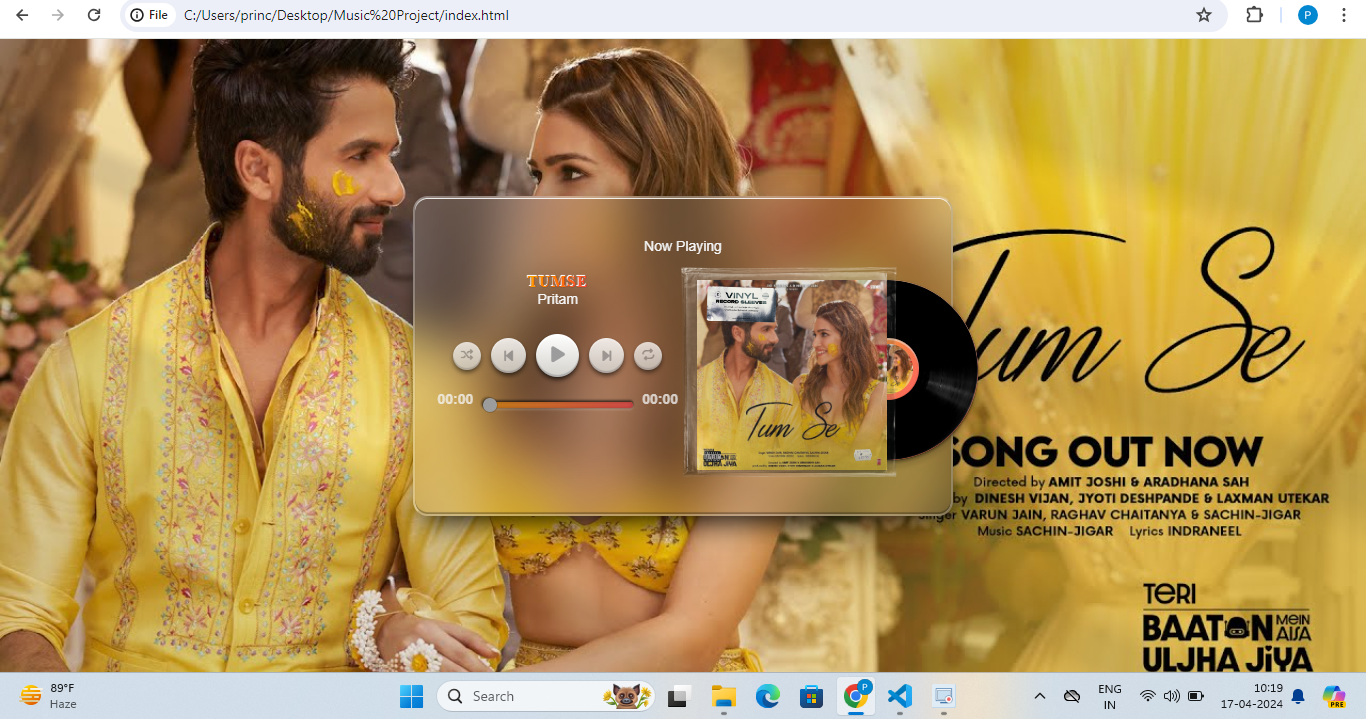 File
C:/Users/princ/Desktop/Music%20Project/index.html
P
Now Playing
TUMSE
Pritam
00:00
00:00
VINYL
RECORD SLEEVES
Tum Se
ULJHA JiYA
Tum Se
SONG OUT NOW
Directed by AMIT JOSHI & ARADHANA SAH
by DINESH VIJAN, JYOTI DESHPANDE & LAXMAN UTEKAR
Singer VARUN JAIN, RAGHAV CHAITANYA & SACHIN-JIGAR
Music SACHIN-JIGAR Lyrics INDRANEEL
TERI
BAATON MEIN AISA
ULJHA JiYA
89°F
Haze
Search
P
ENG
IN
10:19
17-04-2024
PRE